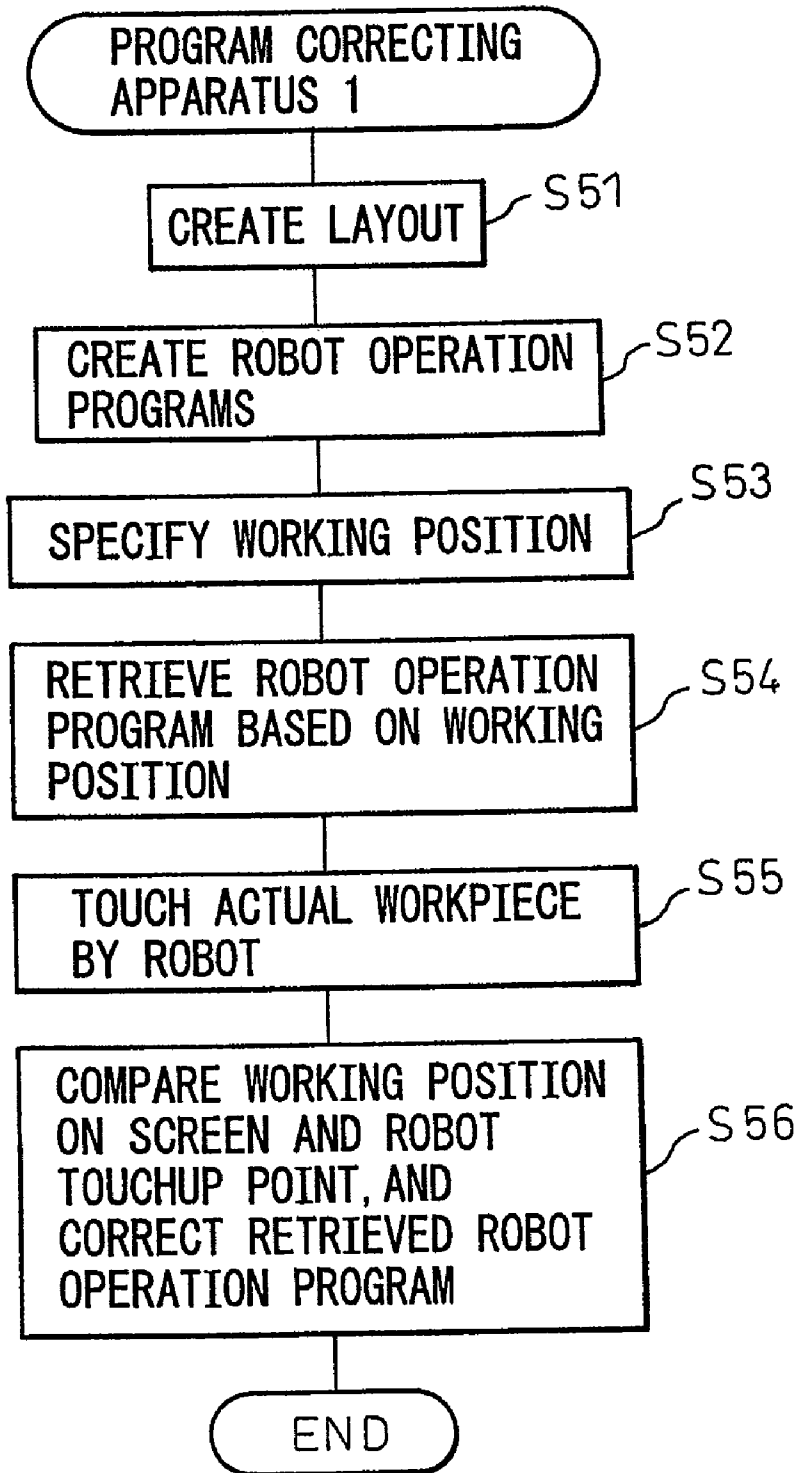 PROGRAM CORRECTING
APPARATUS 1
CREATE LAYOUT
S51
CREATE ROBOT OPERATION
PROGRAMS
S52
SPECIFY WORKING POSITION
S53
RETRIEVE ROBOT OPERATION
PROGRAM BASED ON WORKING
POSITION
S54
TOUCH ACTUAL WORKPIECE
BY ROBOT
S55
COMPARE WORKING POSITION
ON SCREEN AND ROBOT
TOUCHUP POINT, AND
CORRECT RETRIEVED ROBOT
OPERATION PROGRAM
S56
END